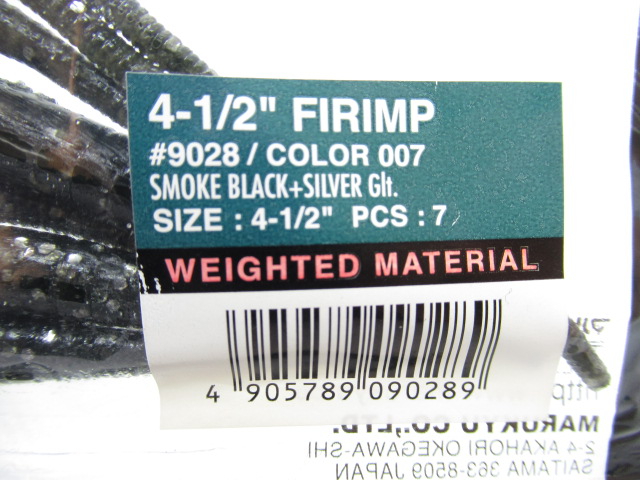 4-1/2" FIRIMP
#9028 / COLOR 007
SMOKE BLACK+SILVER Glt.
SIZE : 4-1/2" PCS : 7
WEIGHTED MATERIAL
4 905789 090289
MARUKYU CO.,LTD.
2-4 AKAHORI OKEGAWA-SHI
SAITAMA 363-8509 JAPAN